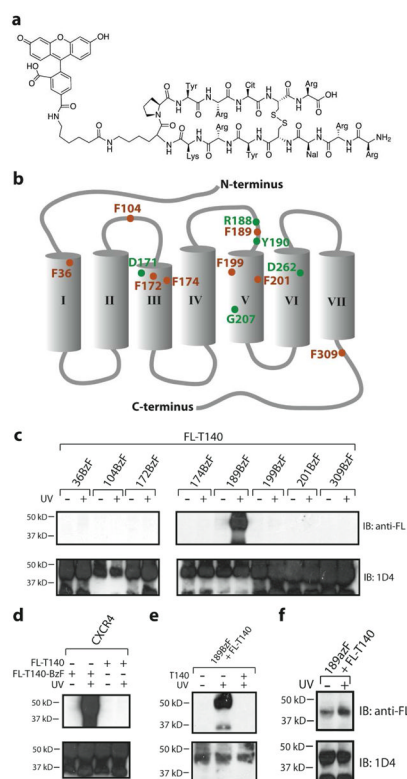 a
O
O
OH
HO
O
O
HN
O
O
N
H
O
N
H
Tyr
O
H
N
Arg
O
N
H
Cit
O
H
N
O
N
H
Arg
OH
O
S
S
O
N
H
Lys
H
N
O
Arg
N
H
O
Tyr
H
N
O
N
H
O
Nal
H
N
Arg
O
N
H
Arg
NH2
O
b
N-terminus
F104
R188
F189
Y190
F36
D171
F172
F174
F199
F201
D262
G207
I
II
III
IV
V
VI
VII
F309
C-terminus
c
FL-T140
36BzF
104BzF
172BzF
174BzF
189BzF
199BzF
201BzF
309BzF
UV – + – + – + – + – + – + – + – +
50 kD
37 kD
IB: anti-FL
50 kD
37 kD
IB: 1D4
d
CXCR4
FL-T140 – – + +
FL-T140-BzF + + – –
UV – + – +
50 kD
37 kD
50 kD
37 kD
e
189BzF
+ FL-T140
T140 – – + +
UV – + – +
50 kD
37 kD
50 kD
37 kD
f
189azF
+ FL-T140
UV – +
50 kD
37 kD
IB: anti-FL
50 kD
37 kD
IB: 1D4